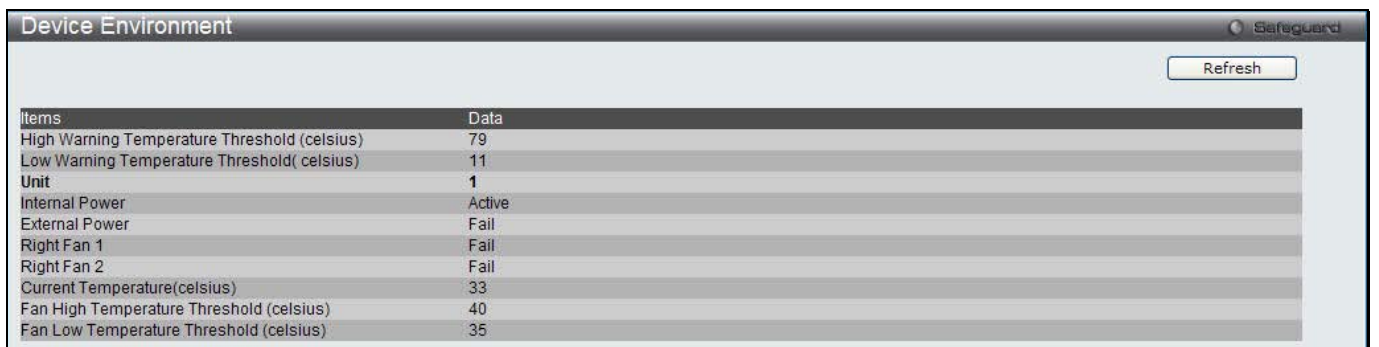 Device Environment
Safeguard
Refresh
Items Data
High Warning Temperature Threshold (celsius) 79
Low Warning Temperature Threshold( celsius) 11
Unit 1
Internal Power Active
External Power Fail
Right Fan 1 Fail
Right Fan 2 Fail
Current Temperature(celsius) 33
Fan High Temperature Threshold (celsius) 40
Fan Low Temperature Threshold (celsius) 35